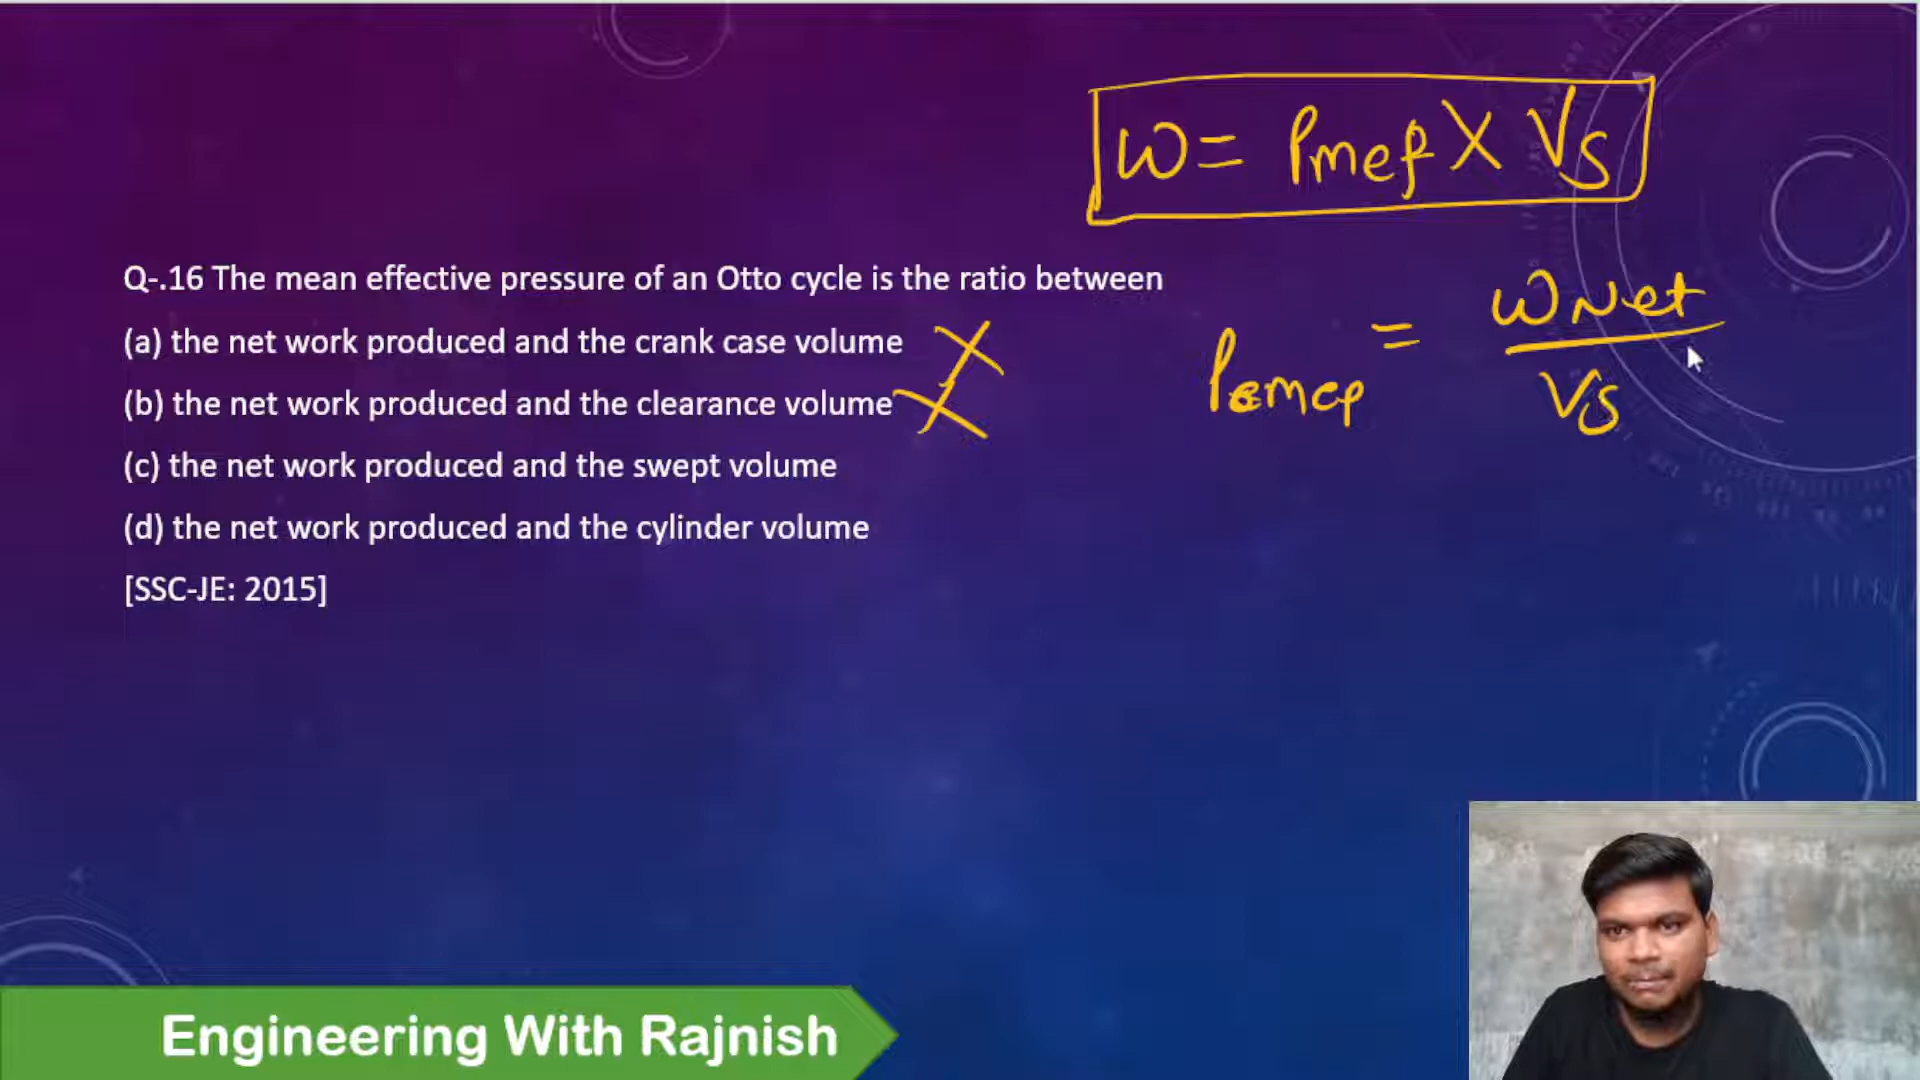 W = Pmef X Vs
Q-.16 The mean effective pressure of an Otto cycle is the ratio between
(a) the net work produced and the crank case volume
(b) the net work produced and the clearance volume
(c) the net work produced and the swept volume
(d) the net work produced and the cylinder volume
[SSC-JE: 2015]
= WNet
Vs
Engineering With Rajnish